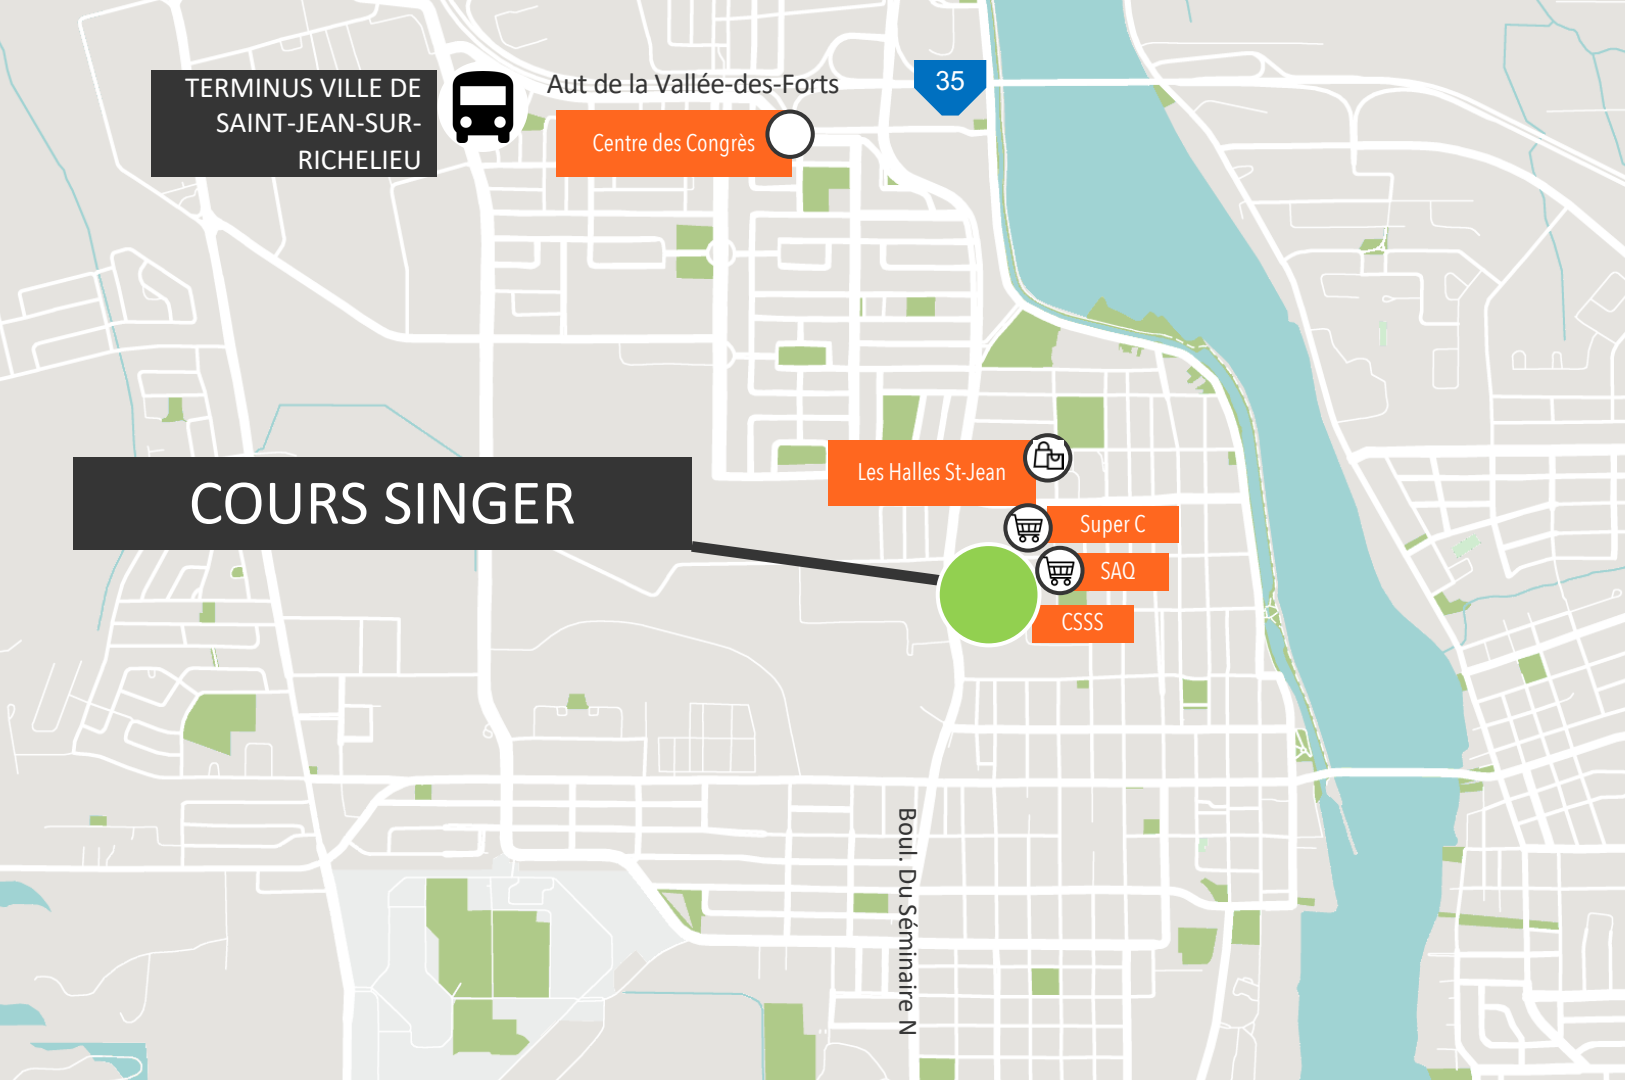 TERMINUS VILLE DE
SAINT-JEAN-SUR-
RICHELIEU
Aut de la Vallée-des-Forts
35
Centre des Congrès
Les Halles St-Jean
COURS SINGER
Super C
SAQ
CSSS
Boul. Du Séminaire N